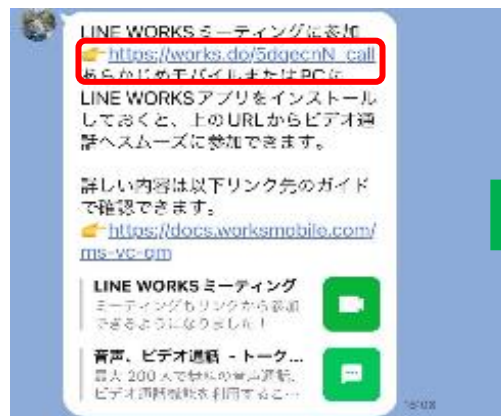 LINE WORKSミーティングに参加
👉https://works.do/5dgecnN_call
あらかじめモバイルまたはPCに
LINE WORKSアプリをインストール
しておくと、上のURLからビデオ通
話へスムーズに参加できます。
詳しい内容は以下リンク先のガイド
で確認できます。
👉https://docs.worksmobile.com/
ms-vc-gm
LINE WORKSミーティング
ミーティングもリンクから参加
できるようになりました！
音声、ビデオ通話 - トーク...
最大 200 人で無料の音声通話、
ビデオ通話機能を利用するこ...